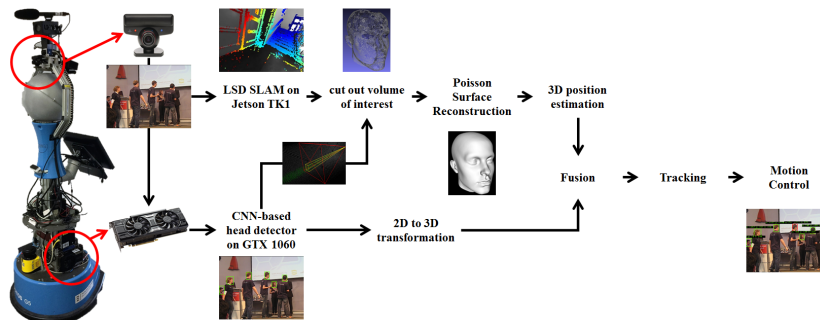 LSD SLAM on
Jetson TK1
cut out volume
of interest
Poisson
Surface
Reconstruction
3D position
estimation
Fusion
Tracking
Motion
Control
CNN-based
head detector
on GTX 1060
2D to 3D
transformation